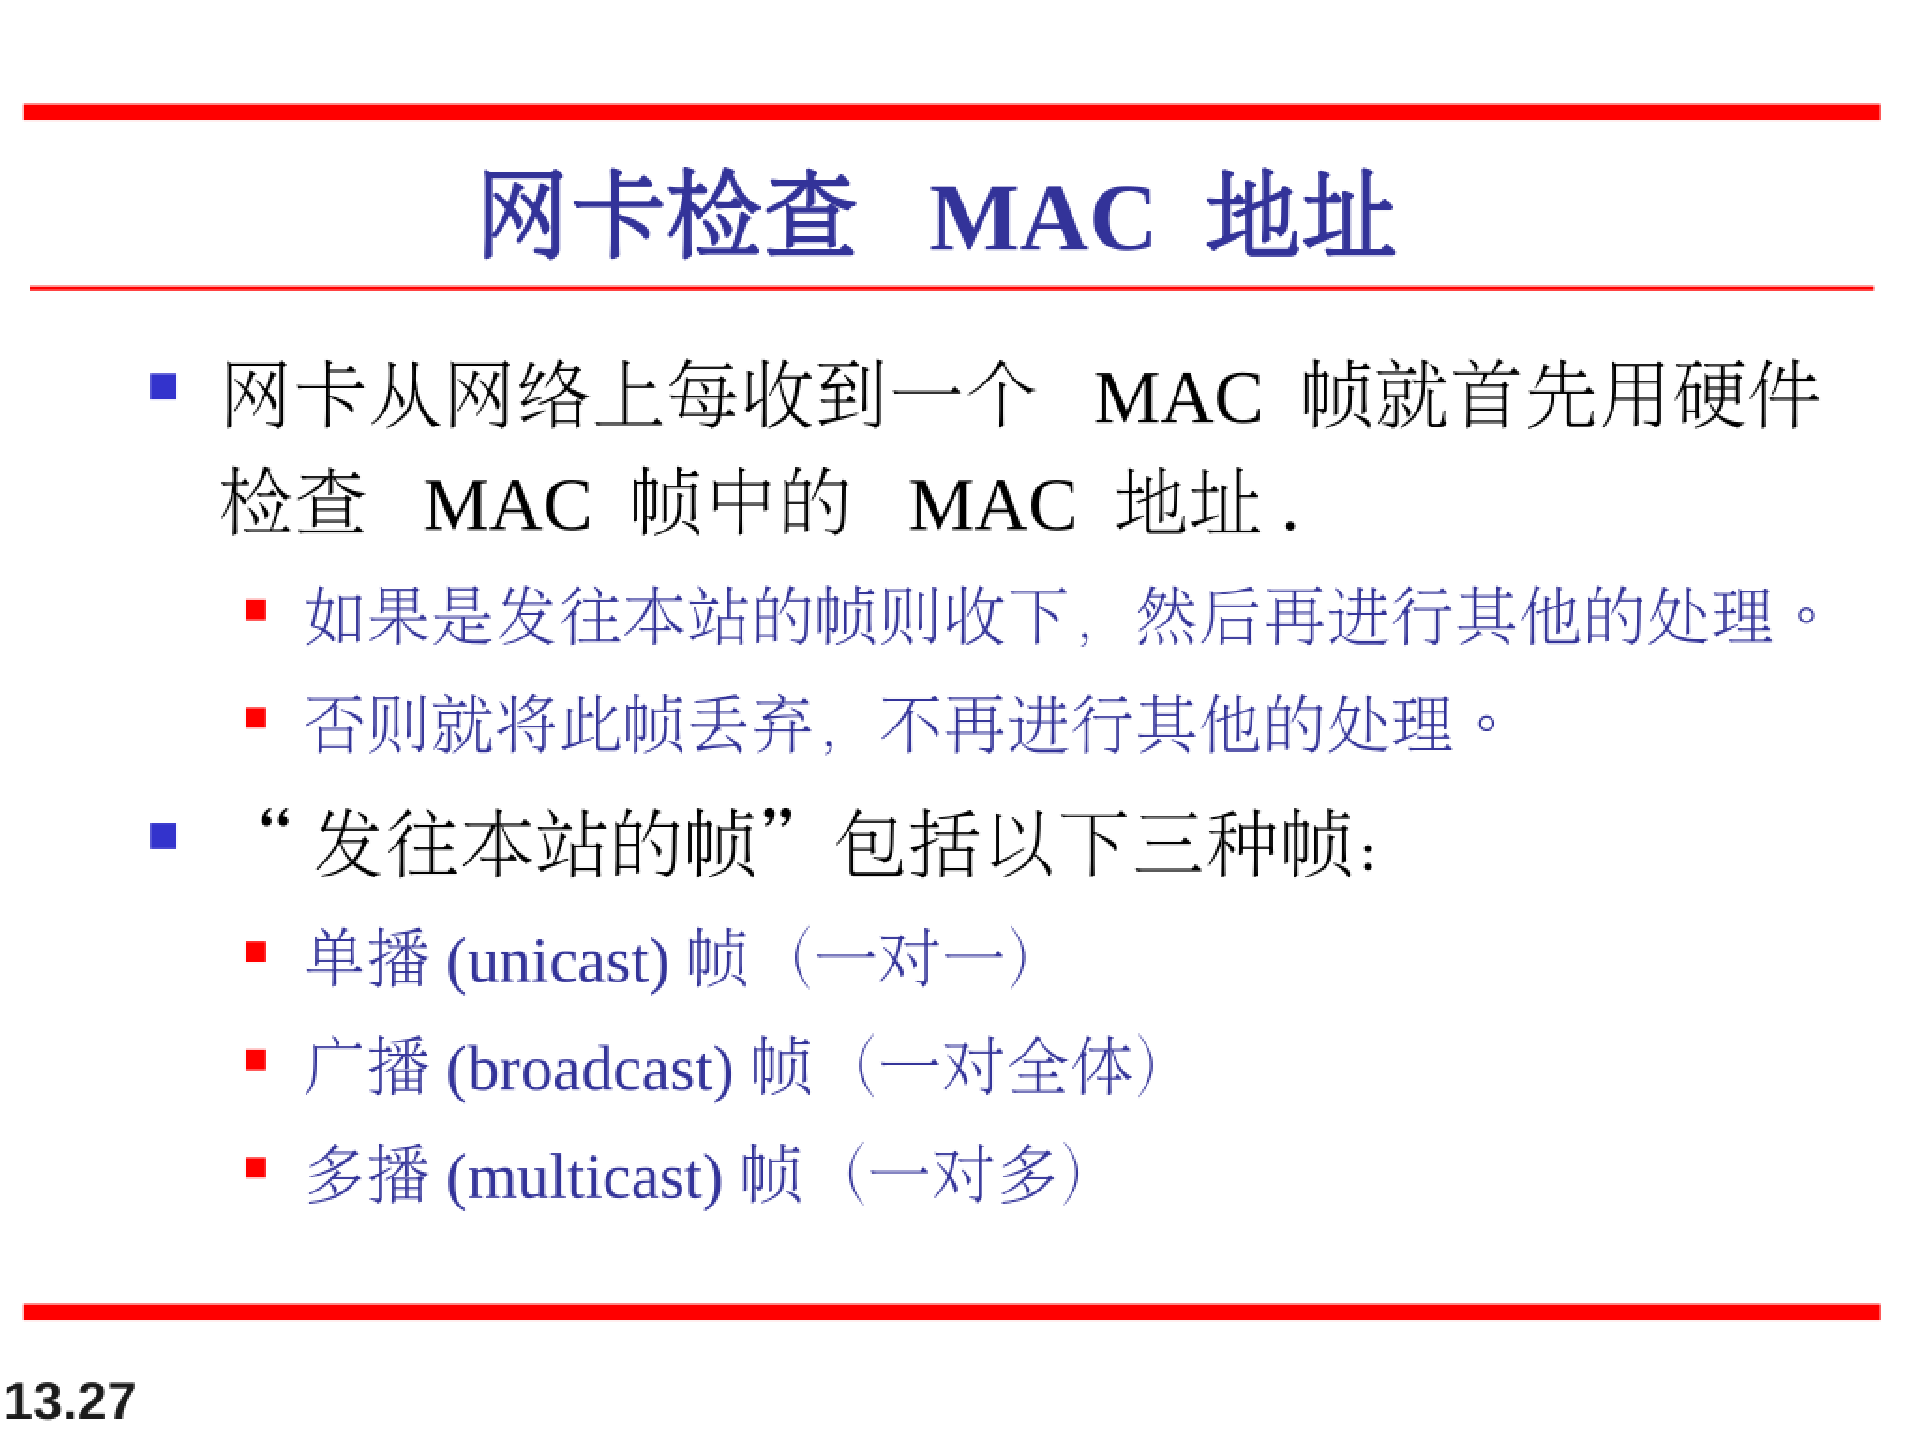 网卡检查 MAC 地址
网卡从网络上每收到一个 MAC 帧就首先用硬件
检查 MAC 帧中的 MAC 地址.
如果是发往本站的帧则收下，然后再进行其他的处理。
否则就将此帧丢弃，不再进行其他的处理。
“发往本站的帧”包括以下三种帧：
单播(unicast)帧（一对一）
广播(broadcast)帧（一对全体）
多播(multicast)帧（一对多）
13.27